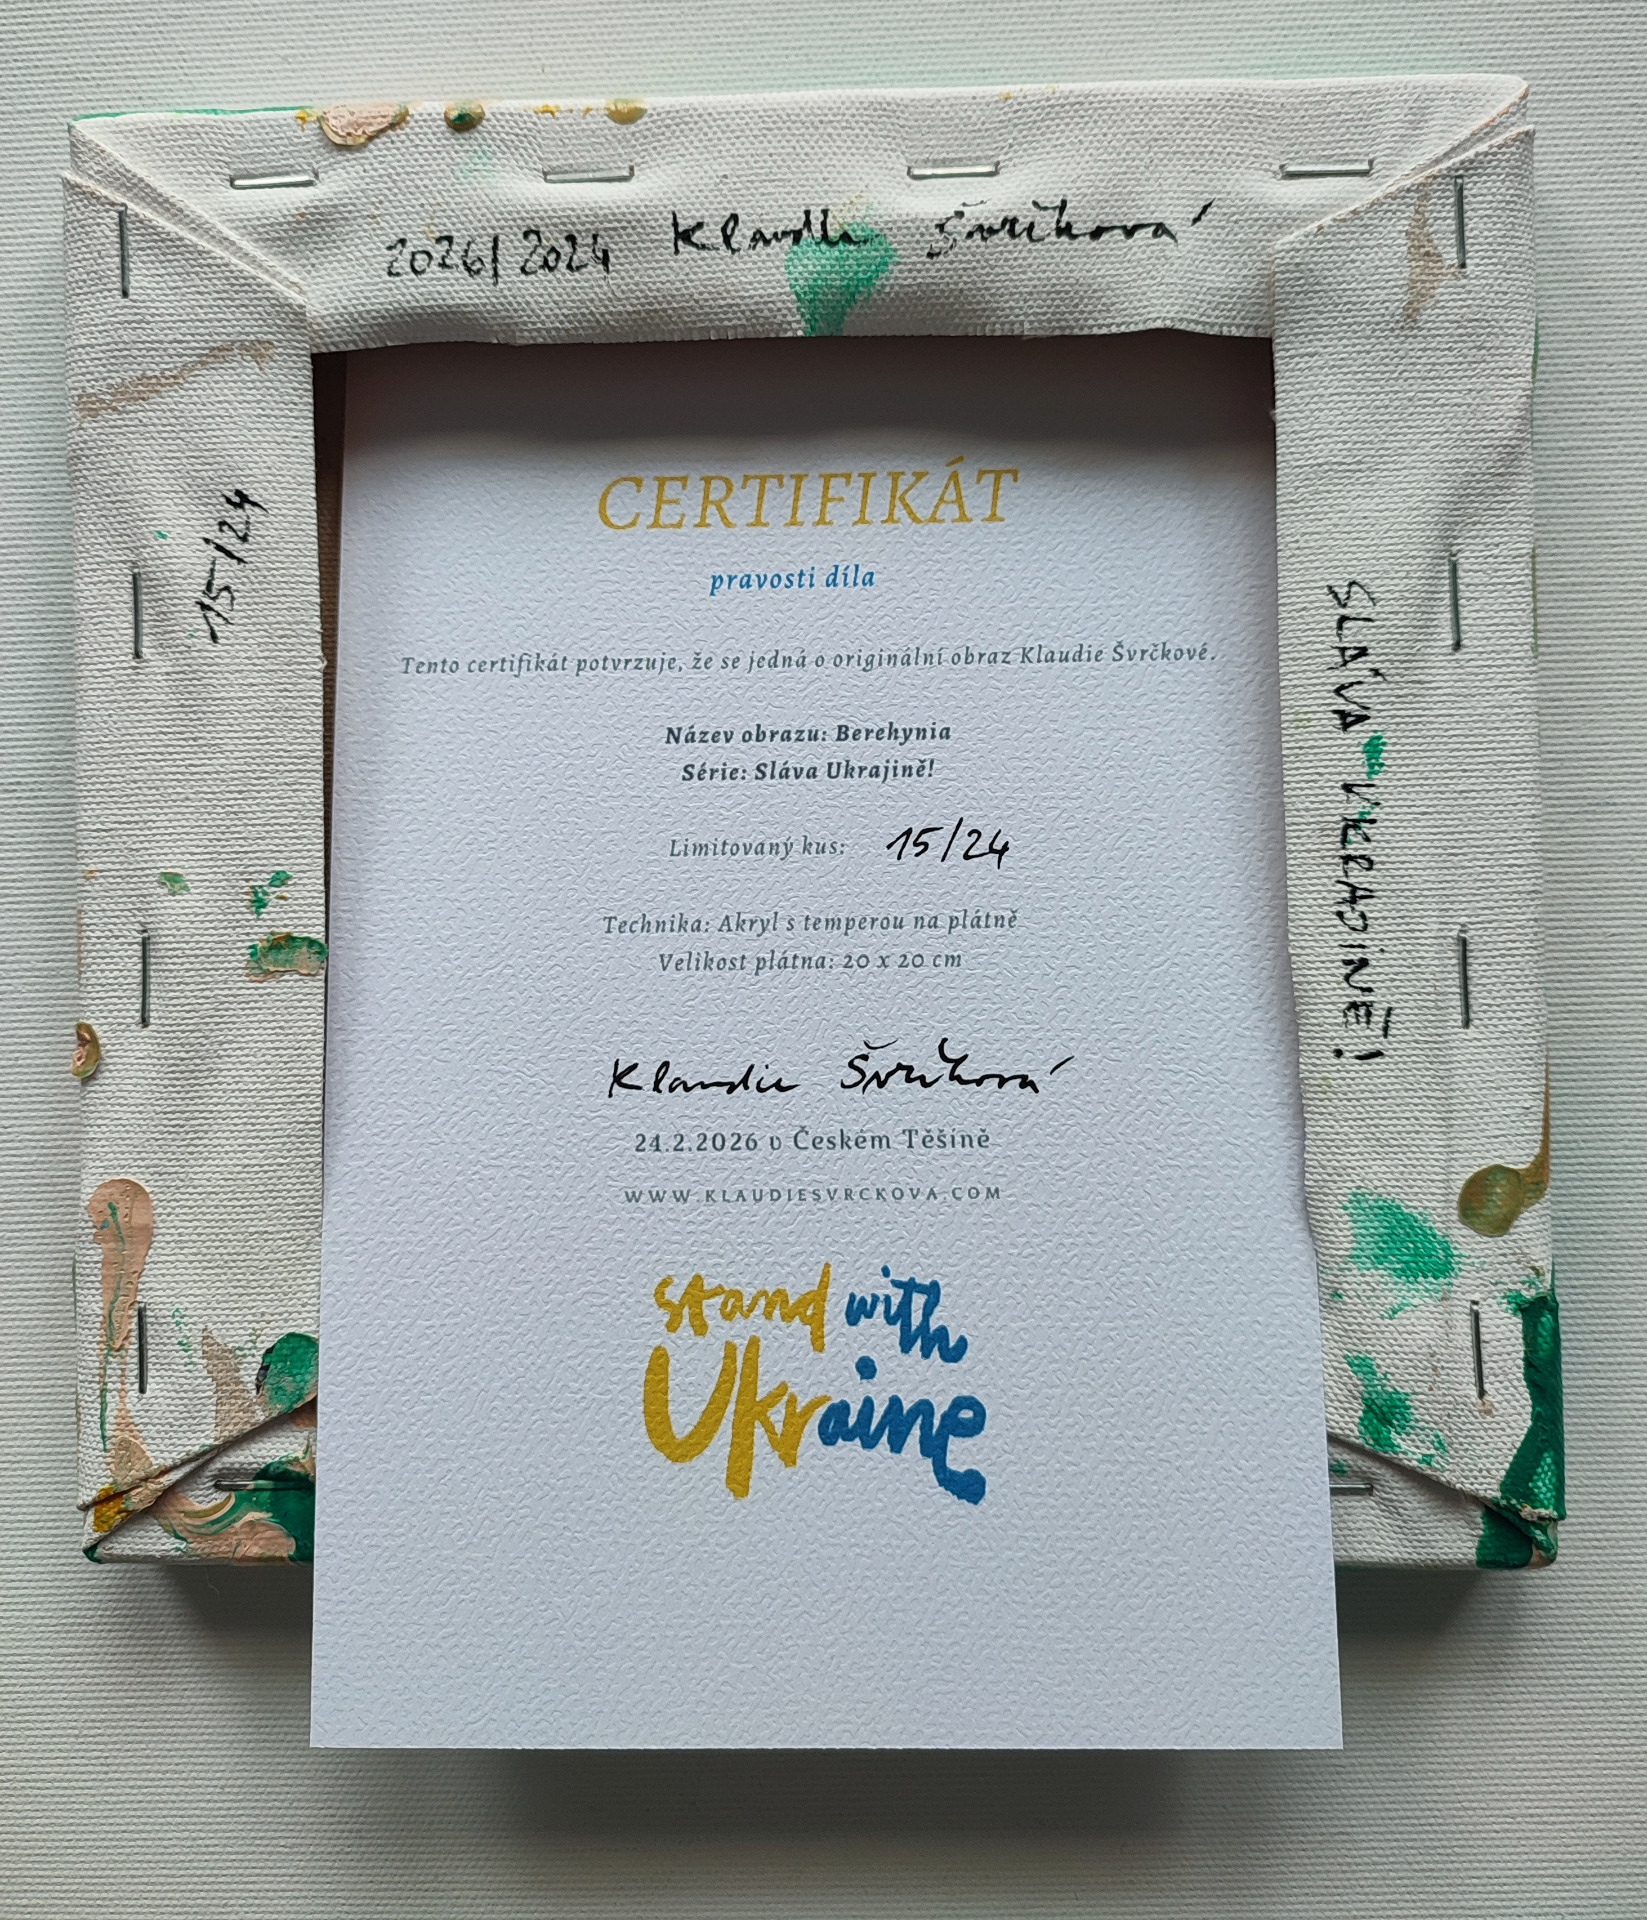 2026/2024 Klaudie Švrčková
15/24
SLÁVA UKRAJINĚ!
CERTIFIKÁT
pravosti díla
Tento certifikát potvrzuje, že se jedná o originální obraz Klaudie Švrčkové.
Název obrazu: Berehynia
Série: Sláva Ukrajině!
Limitovaný kus: 15/24
Technika: Akryl s temperou na plátně
Velikost plátna: 20 x 20 cm
Klaudie Švrčková
24.2.2026 v Českém Těšíně
WWW.KLAUDIESVRCKOVA.COM
stand with
Ukraine